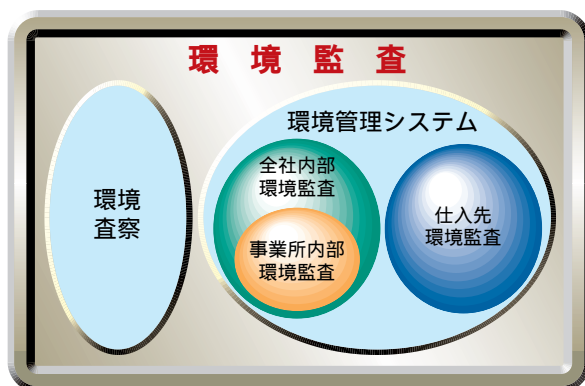 環境監査
環境
査察
環境管理システム
全社内部
環境監査
事業所内部
環境監査
仕入先
環境監査